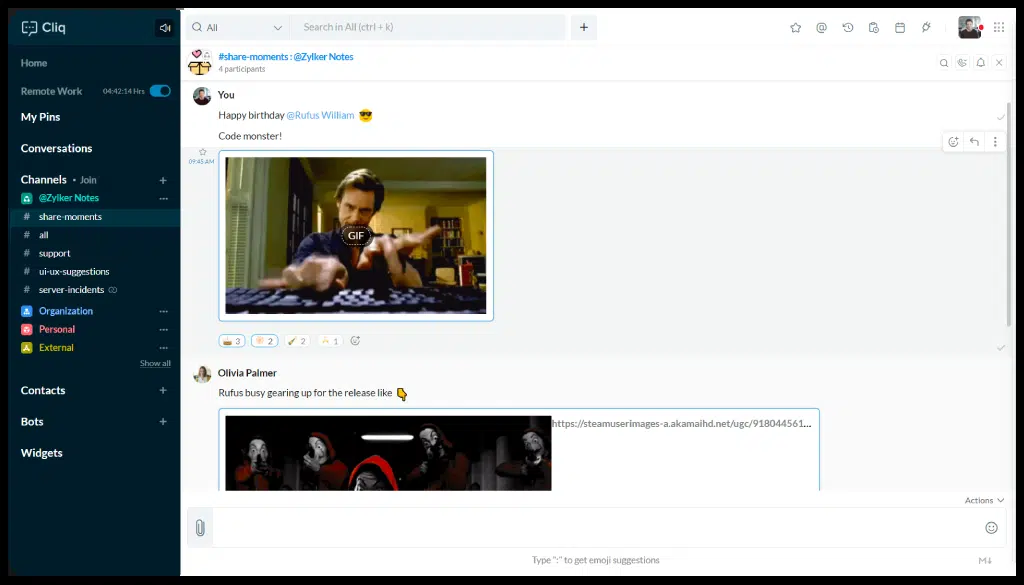 Cliq
All
Search in All (ctrl + k)
+
Home
Remote Work 04:42:14 Hrs
My Pins
Conversations
Channels • Join +
@Zylker Notes ...
# share-moments
# all
# support
# ui-ux-suggestions
# server-incidents
Organization ...
Personal ...
External ...
Show all
Contacts +
Bots +
Widgets
#share-moments : @Zylker Notes
4 participants
You
Happy birthday @Rufus William 😎
Code monster!
09:45 AM
GIF
3 2 2 1
Olivia Palmer
Rufus busy gearing up for the release like 👇
https://steamuserimages-a.akamaihd.net/ugc/918044561...
Actions
Type ":" to get emoji suggestions
M↓